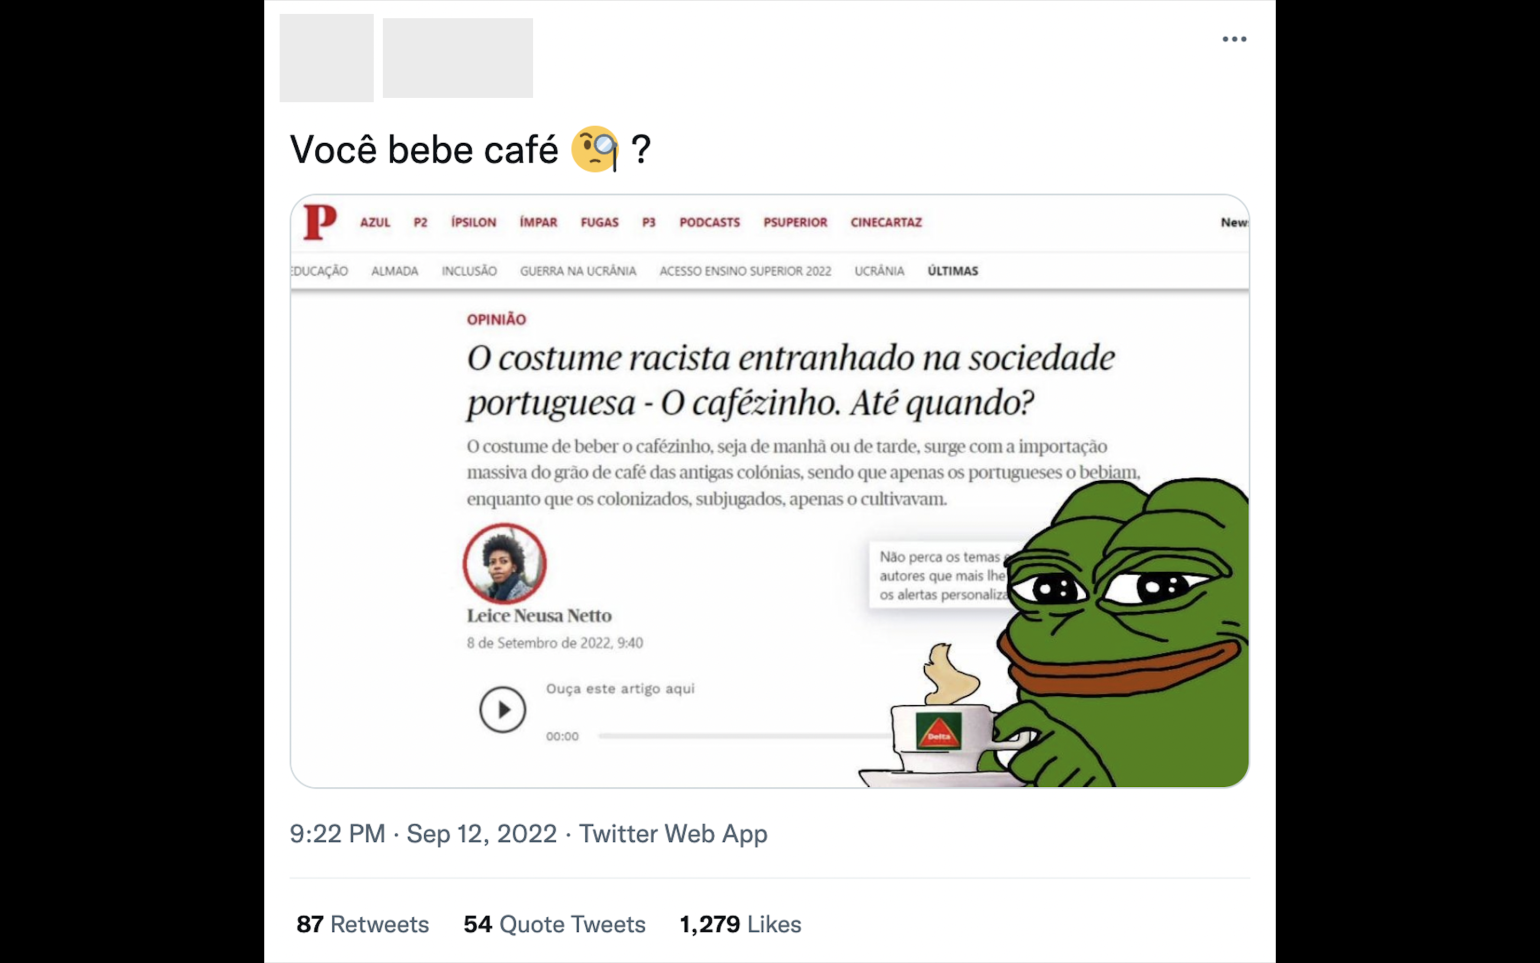 Você bebe café 🧐 ?
P AZUL P2 ÍPSILON ÍMPAR FUGAS P3 PODCASTS PSUPERIOR CINECARTAZ New
EDUCAÇÃO ALMADA INCLUSÃO GUERRA NA UCRÂNIA ACESSO ENSINO SUPERIOR 2022 UCRÂNIA ÚLTIMAS
OPINIÃO
O costume racista entranhado na sociedade
portuguesa - O cafézinho. Até quando?
O costume de beber o cafézinho, seja de manhã ou de tarde, surge com a importação
massiva do grão de café das antigas colónias, sendo que apenas os portugueses o bebiam,
enquanto que os colonizados, subjugados, apenas o cultivavam.
Não perca os temas
autores que mais lhe
os alertas personaliza
Leice Neusa Netto
8 de Setembro de 2022, 9:40
Ouça este artigo aqui
00:00
Delta
9:22 PM · Sep 12, 2022 · Twitter Web App
87 Retweets 54 Quote Tweets 1,279 Likes